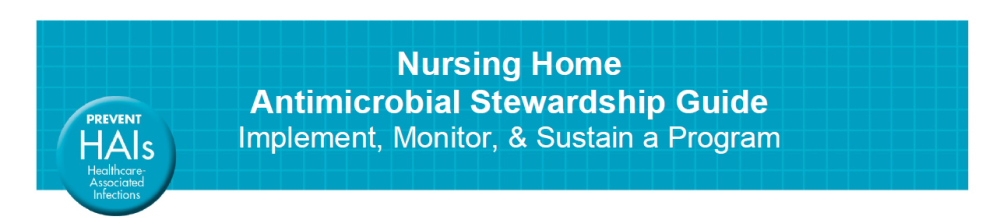 Nursing Home
Antimicrobial Stewardship Guide
Implement, Monitor, & Sustain a Program
PREVENT
HAIs
Healthcare-
Associated
Infections